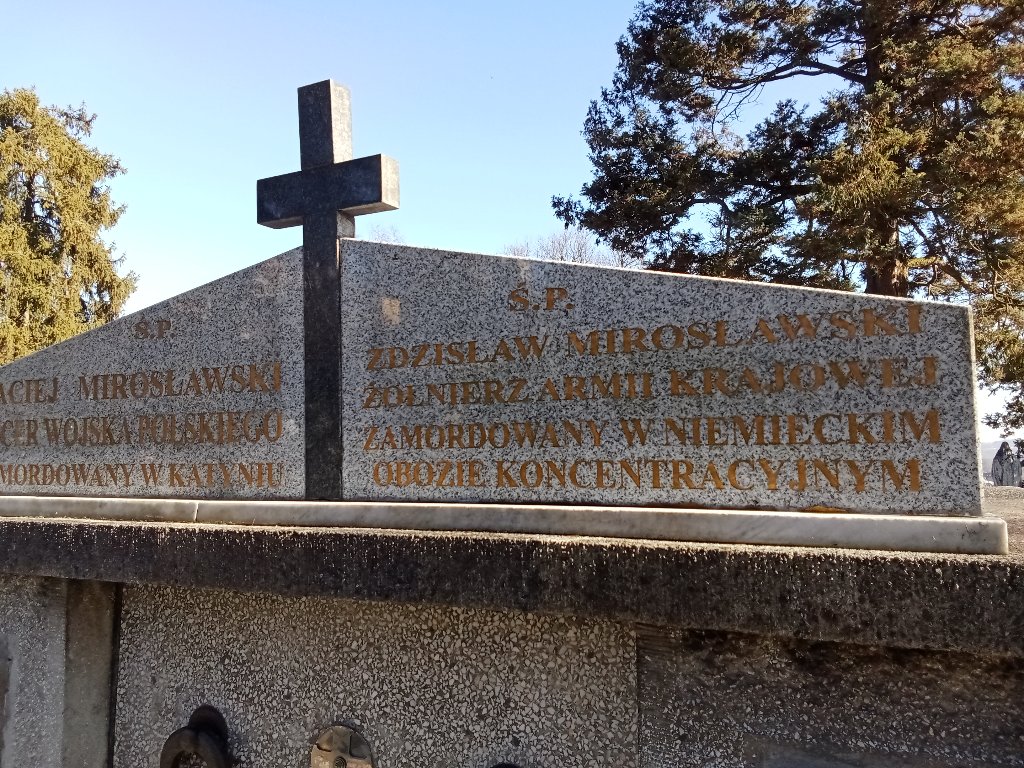 Ś.P.
ACIEJ MIROSŁAWSKI
CER WOJSKA POLSKIEGO
MORDOWANY W KATYNIU
Ś.P.
ZDZISŁAW MIROSŁAWSKI
ŻOŁNIERZ ARMII KRAJOWEJ
ZAMORDOWANY W NIEMIECKIM
OBOZIE KONCENTRACYJNYM